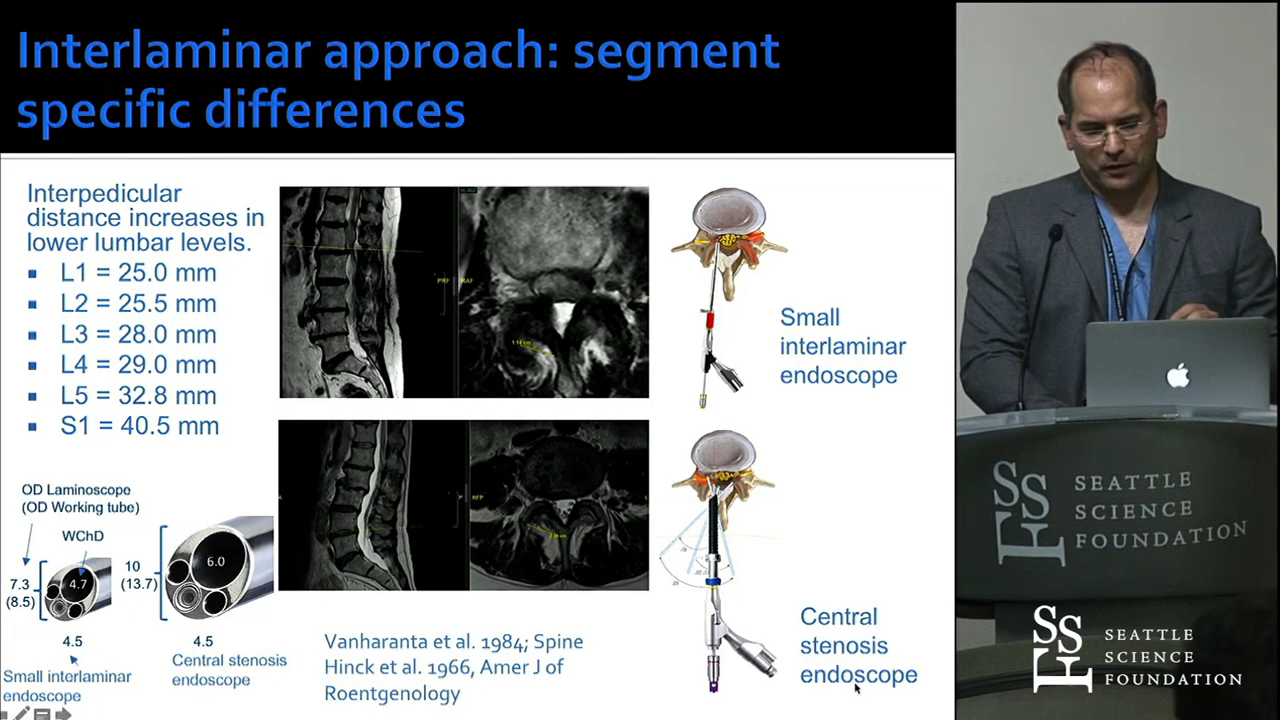 Interlaminar approach: segment
specific differences
Interpedicular
distance increases in
lower lumbar levels.
▪ L1 = 25.0 mm
▪ L2 = 25.5 mm
▪ L3 = 28.0 mm
▪ L4 = 29.0 mm
▪ L5 = 32.8 mm
▪ S1 = 40.5 mm
OD Laminoscope
(OD Working tube)
WChD
7.3
(8.5)
4.7
4.5
Small interlaminar
endoscope
10
(13.7)
6.0
4.5
Central stenosis
endoscope
Vanharanta et al. 1984; Spine
Hinck et al. 1966, Amer J of
Roentgenology
Small
interlaminar
endoscope
Central
stenosis
endoscope
SSF
SEATTLE
SCIENCE
FOUNDATION
SSF
SEATTLE
SCIENCE
FOUNDATION